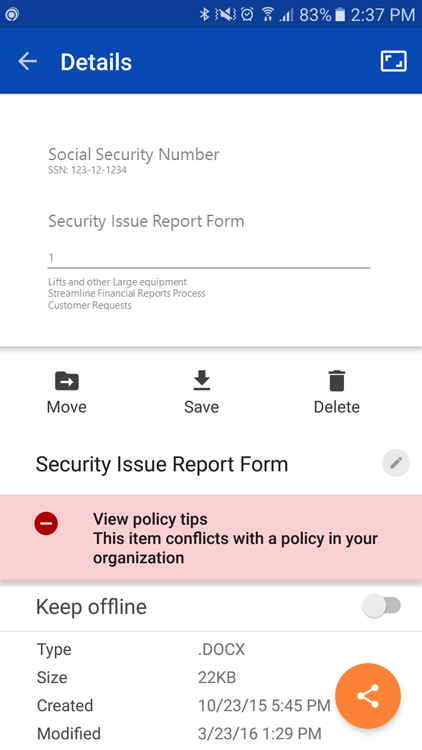 83% 2:37 PM
Details
Social Security Number
SSN: 123-12-1234
Security Issue Report Form
1
Lifts and other Large equipment
Streamline Financial Reports Process
Customer Requests
Move Save Delete
Security Issue Report Form
View policy tips
This item conflicts with a policy in your
organization
Keep offline
Type .DOCX
Size 22KB
Created 10/23/15 5:45 PM
Modified 3/23/16 1:29 PM